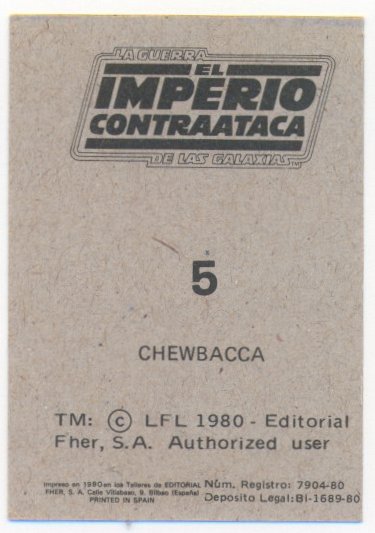 LA GUERRA
EL
IMPERIO
CONTRAATACA
DE LAS GALAXIAS™
5
CHEWBACCA
TM: © LFL 1980 - Editorial
Fher, S.A. Authorized user
Impreso en 1980 en los Talleres de EDITORIAL
FHER, S. A. Calle Villabaso, 9. Bilbao (España)
PRINTED IN SPAIN
Núm. Registro: 7904-80
Deposito Legal: BI-1689-80